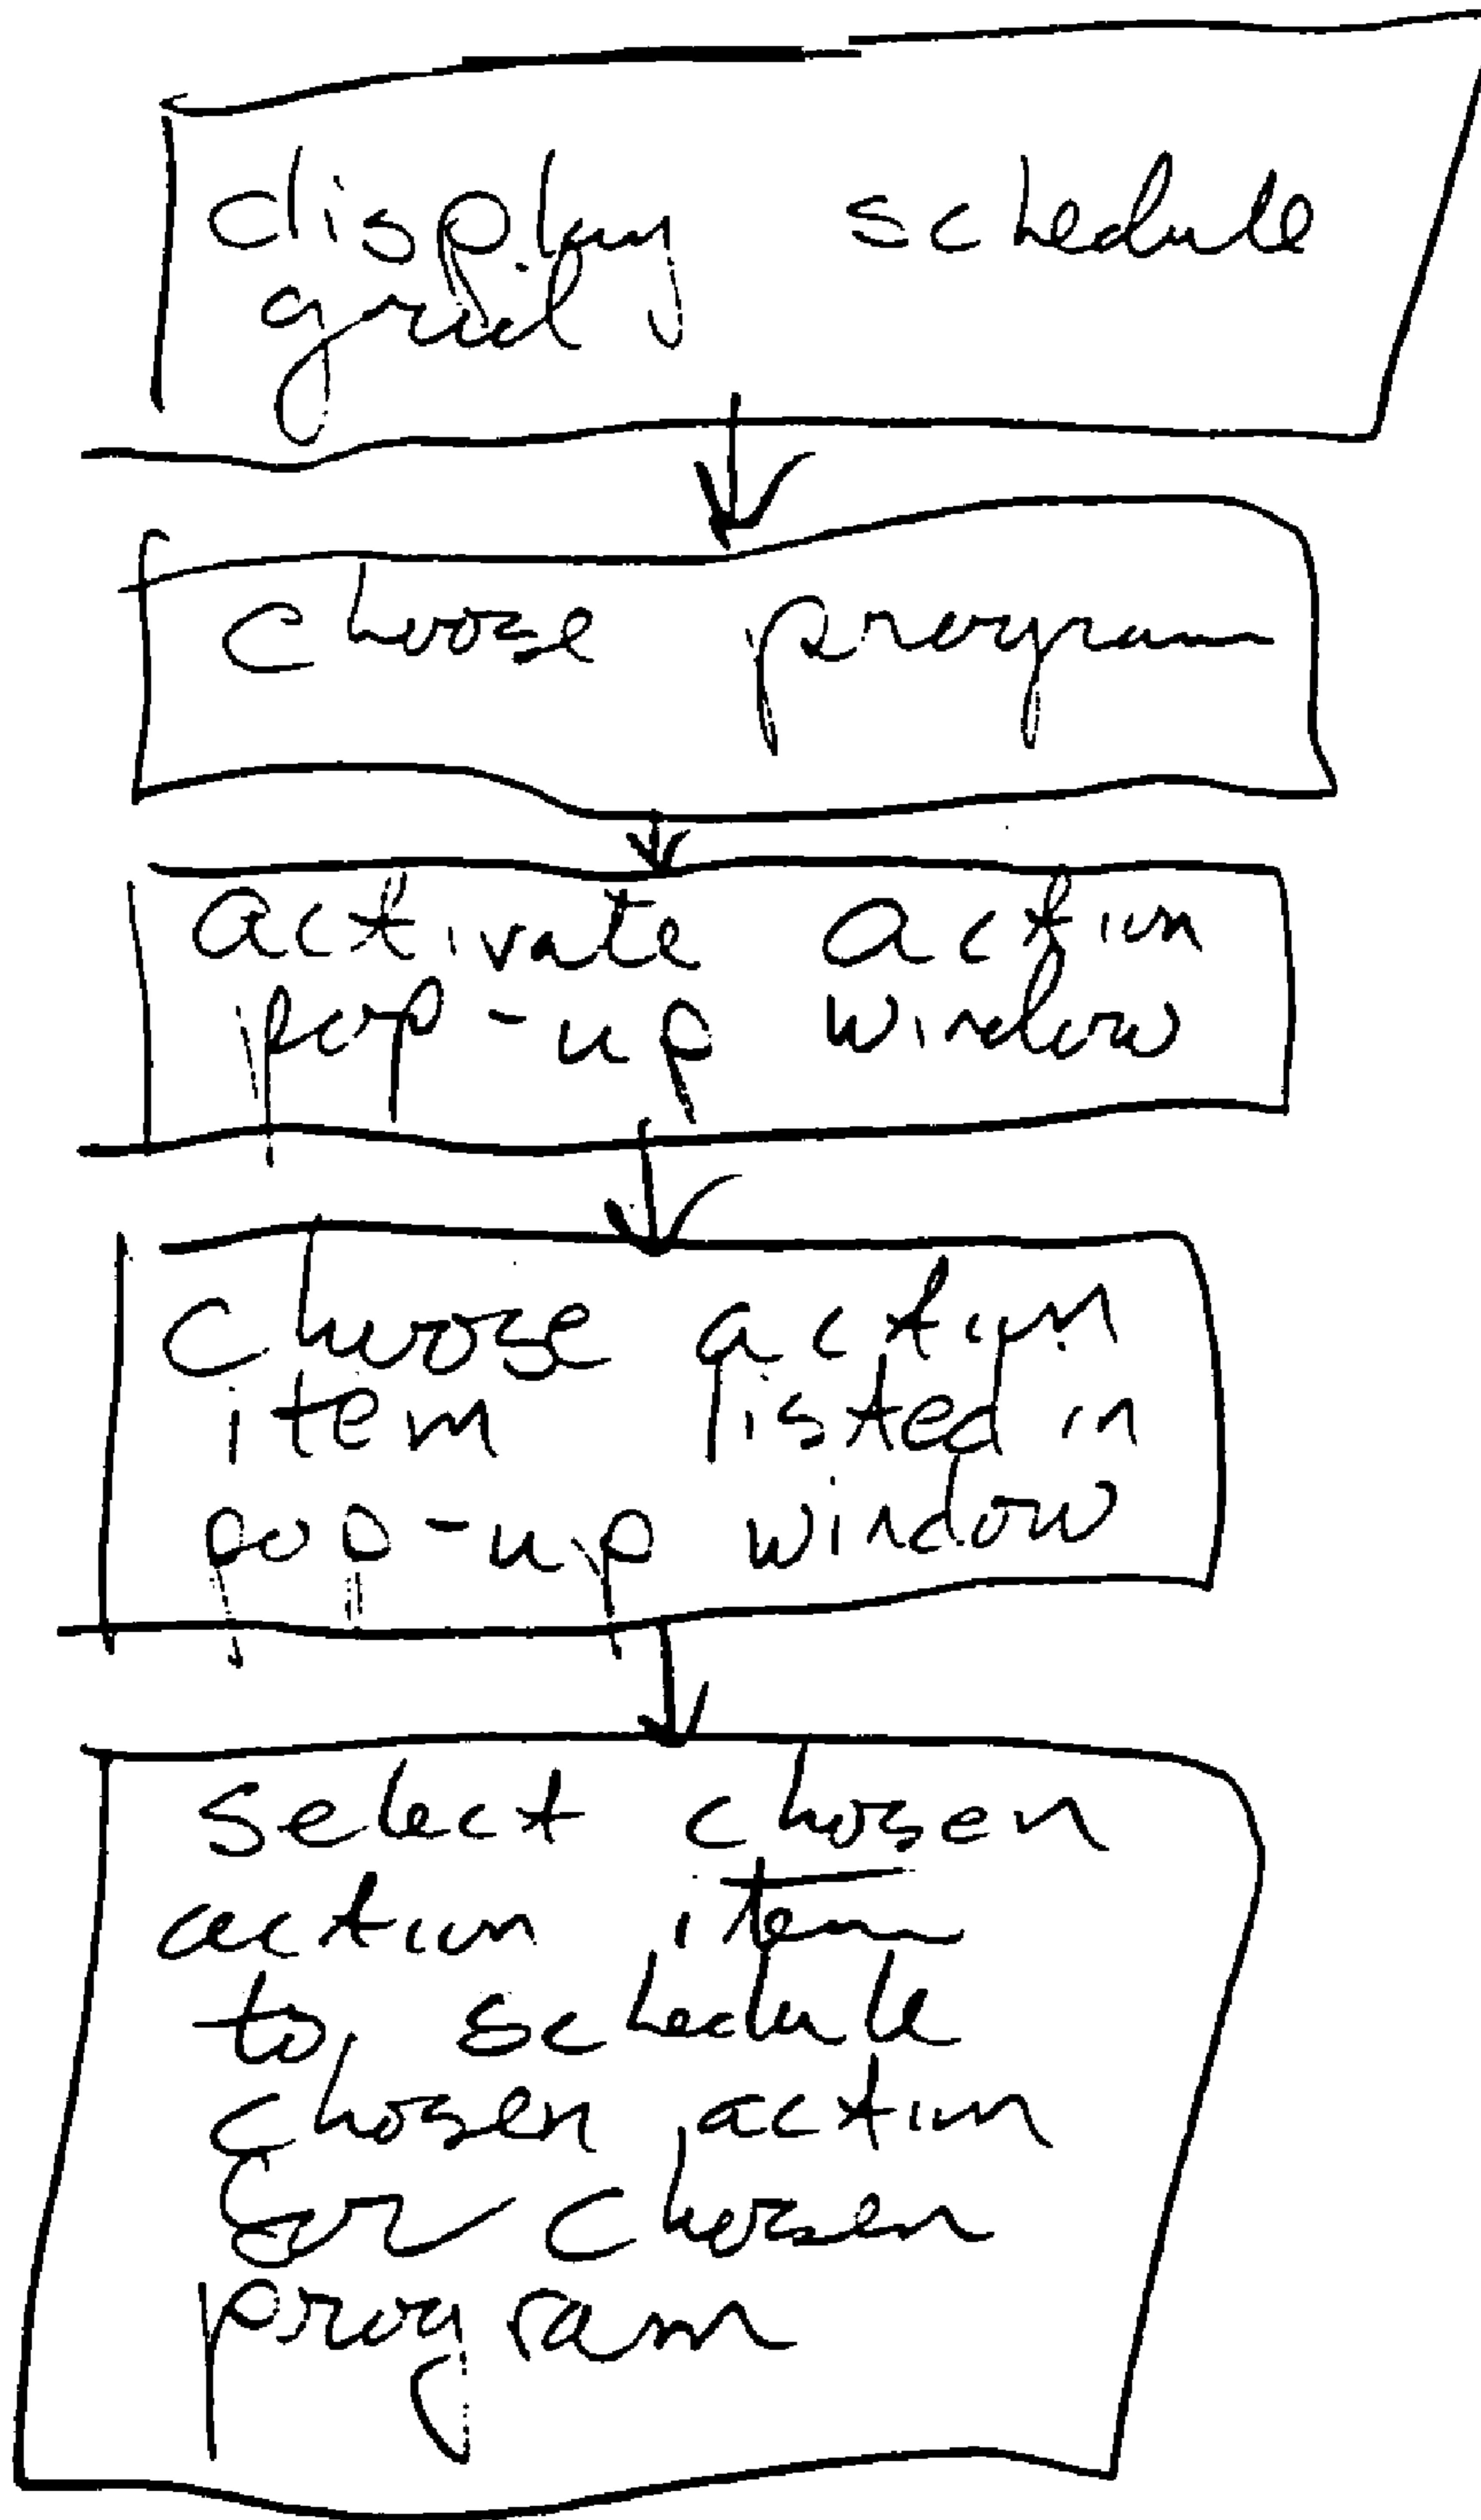 display schedule
grid
choose program
activate action
pop-up window
choose action
item listed in
pop-up window
select chosen
action item
to schedule
chosen action
for chosen
program